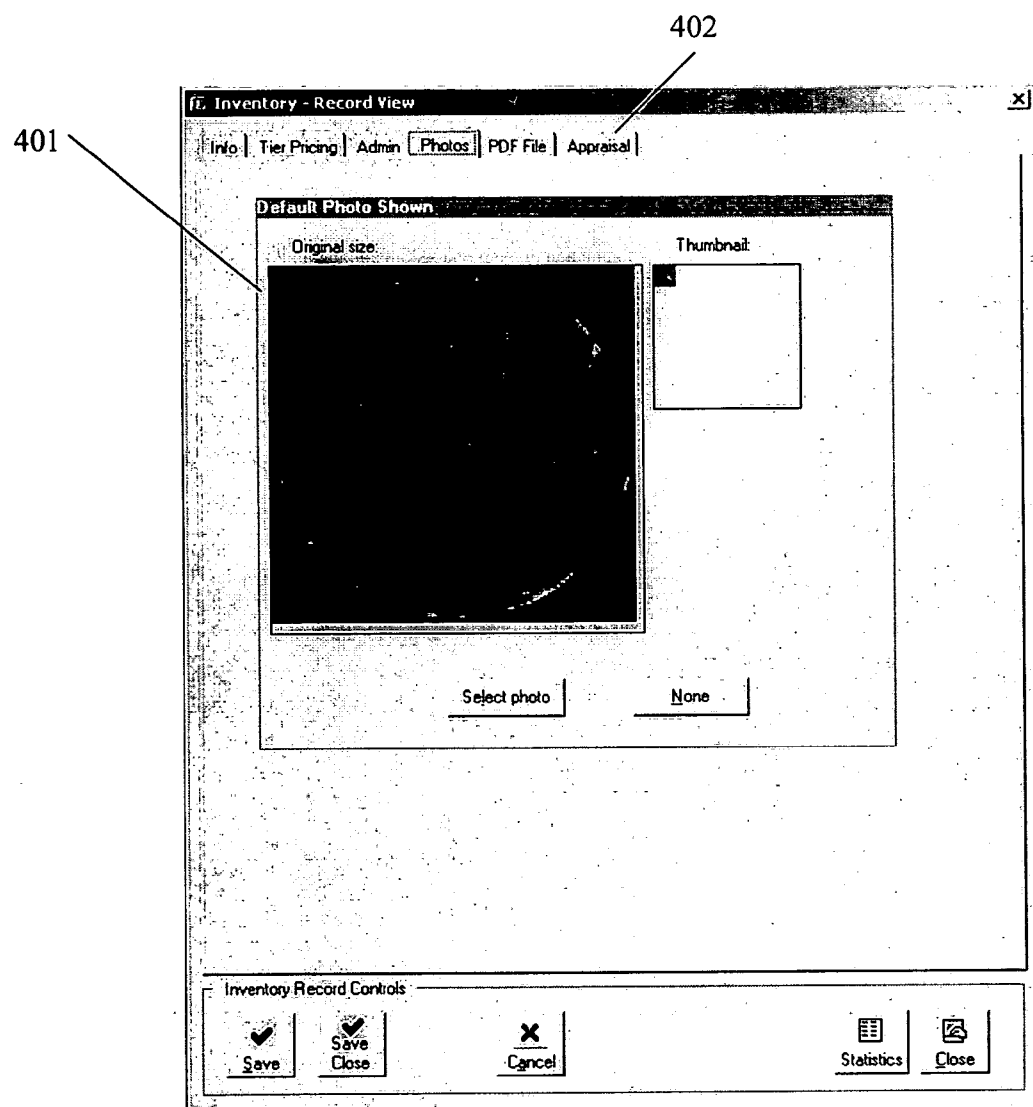 402
Inventory - Record View
401
Info Tier Pricing Admin Photos PDF File Appraisal
Default Photo Shown
Original size: Thumbnail:
Select photo None
Inventory Record Controls
Save Save Close Cancel Statistics Close